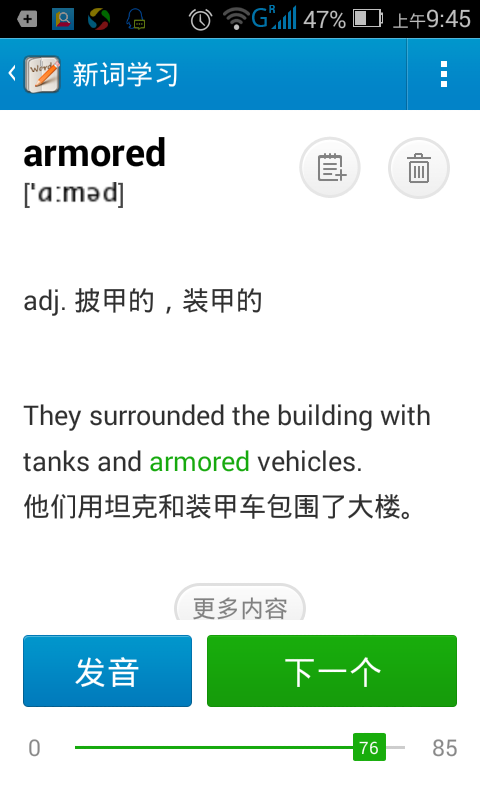 R
G 47% 上午9:45
Words
新词学习
armored
['ɑ:məd]
adj. 披甲的，装甲的
They surrounded the building with
tanks and armored vehicles.
他们用坦克和装甲车包围了大楼。
更多内容
发音 下一个
0 76 85